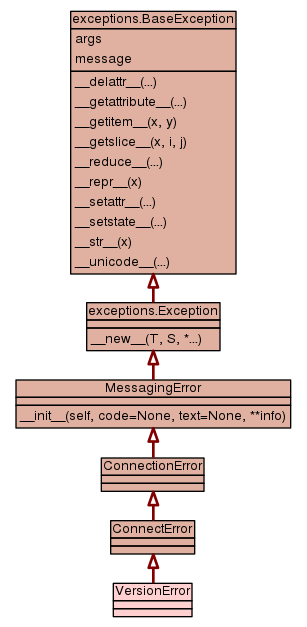 exceptions.BaseException
args
message
__delattr__(...)
__getattribute__(...)
__getitem__(x, y)
__getslice__(x, i, j)
__reduce__(...)
__repr__(x)
__setattr__(...)
__setstate__(...)
__str__(x)
__unicode__(...)
exceptions.Exception
__new__(T, S, *...)
MessagingError
__init__(self, code=None, text=None, **info)
ConnectionError
ConnectError
VersionError